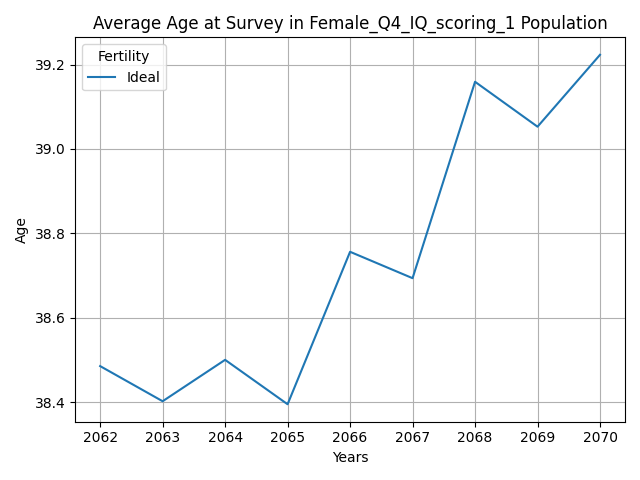 Average Age at Survey in Female_Q4_IQ_scoring_1 Population
Fertility
Ideal
Age
39.2
39.0
38.8
38.6
38.4
2062 2063 2064 2065 2066 2067 2068 2069 2070
Years